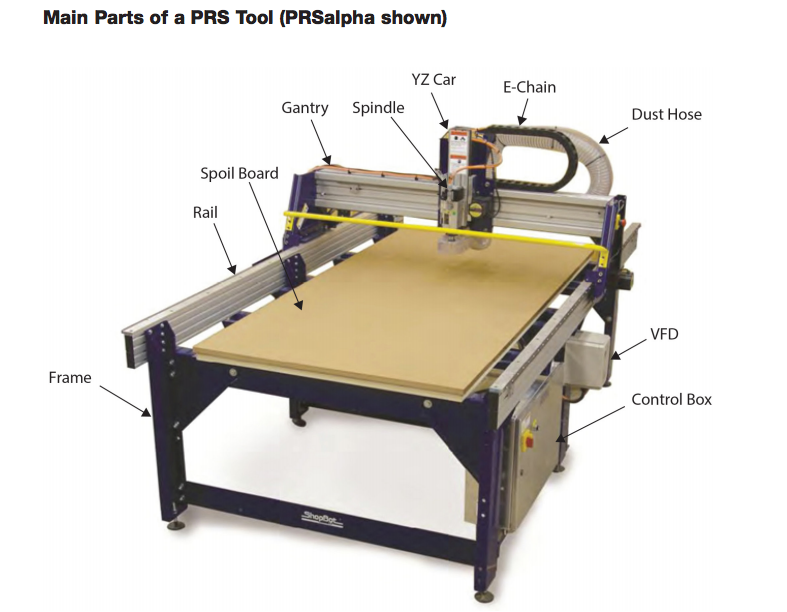 Main Parts of a PRS Tool (PRSalpha shown)
YZ Car
E-Chain
Gantry
Spindle
Dust Hose
Spoil Board
Rail
VFD
Frame
Control Box
ShopBot